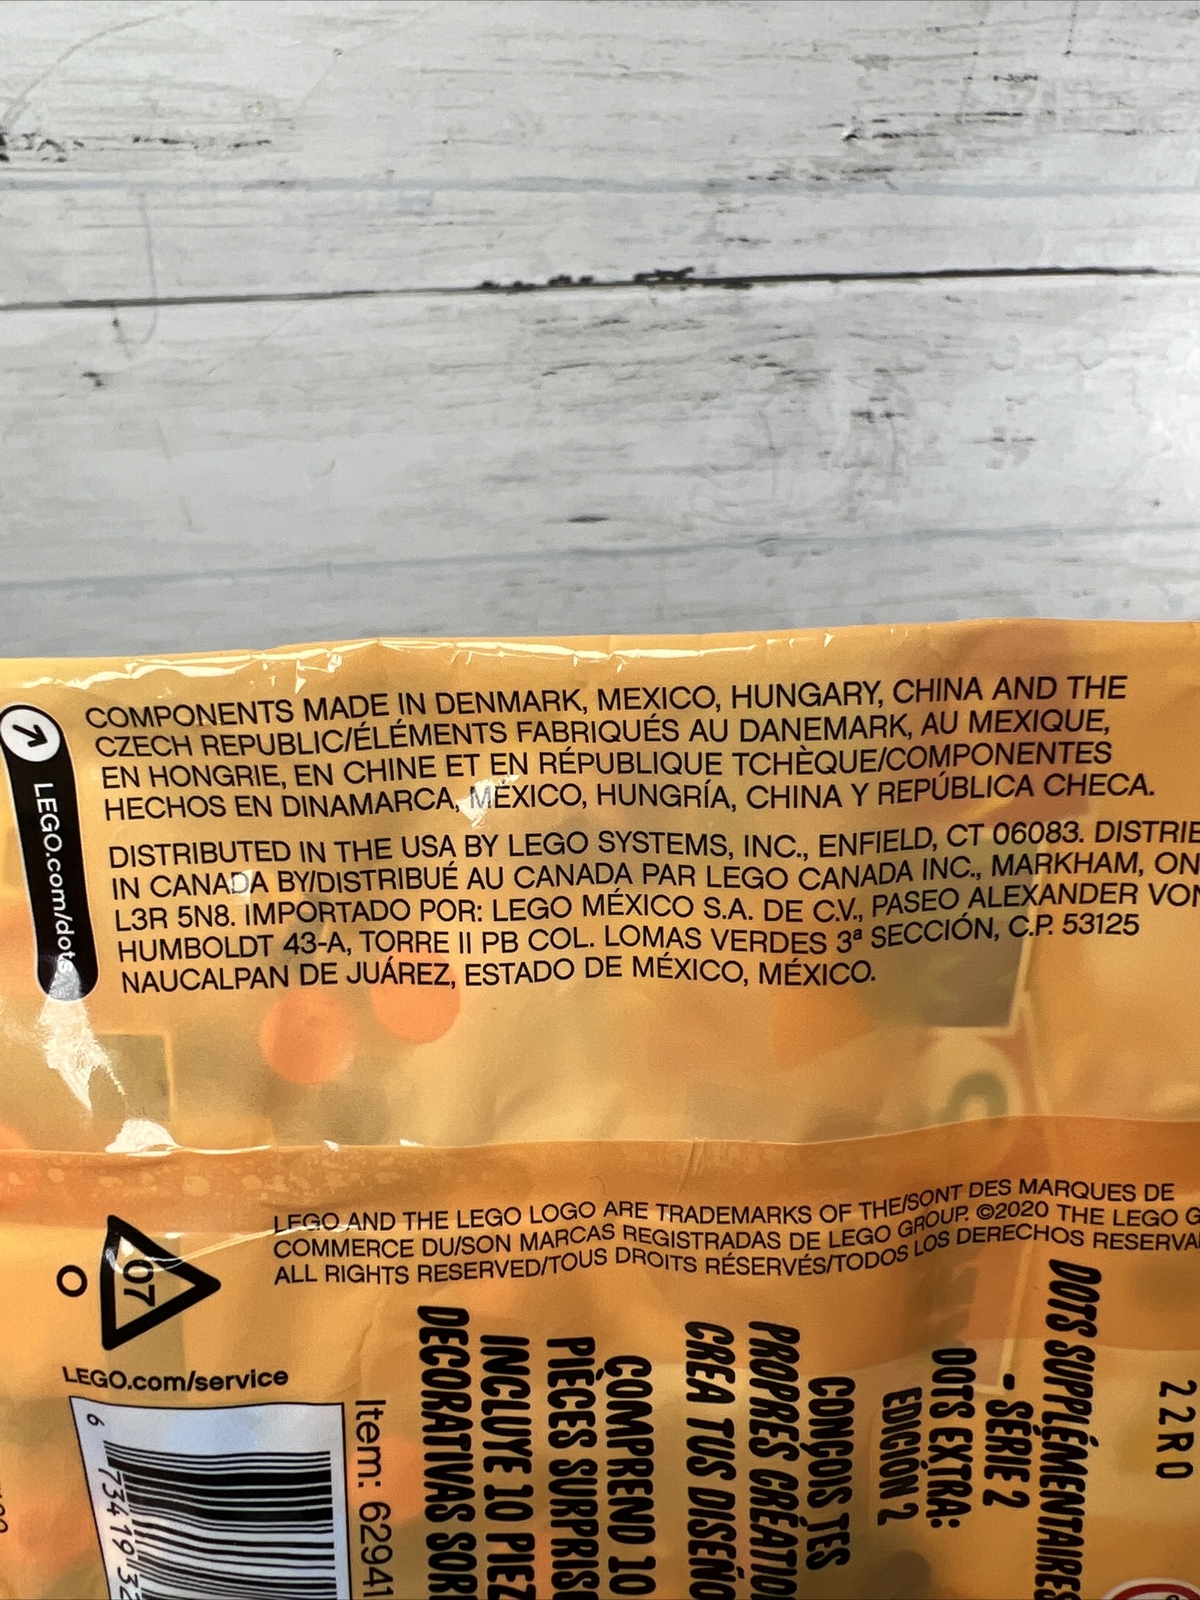 COMPONENTS MADE IN DENMARK, MEXICO, HUNGARY, CHINA AND THE
CZECH REPUBLIC/ÉLÉMENTS FABRIQUÉS AU DANEMARK, AU MEXIQUE,
EN HONGRIE, EN CHINE ET EN RÉPUBLIQUE TCHÈQUE/COMPONENTES
HECHOS EN DINAMARCA, MÉXICO, HUNGRÍA, CHINA Y REPÚBLICA CHECA.
LEGO.com/dots
DISTRIBUTED IN THE USA BY LEGO SYSTEMS, INC., ENFIELD, CT 06083.
IN CANADA BY/DISTRIBUÉ AU CANADA PAR LEGO CANADA INC., MARKHAM, ON
L3R 5N8. IMPORTADO POR: LEGO MÉXICO S.A. DE C.V., PASEO ALEXANDER VON
HUMBOLDT 43-A, TORRE II PB COL. LOMAS VERDES 3ª SECCIÓN, C.P. 53125
NAUCALPAN DE JUÁREZ, ESTADO DE MÉXICO, MÉXICO.
LEGO AND THE LEGO LOGO ARE TRADEMARKS OF THE/SONT DES MARQUES DE
COMMERCE DU/SON MARCAS REGISTRADAS DE LEGO GROUP. ©2020 THE LEGO G
ALL RIGHTS RESERVED/TOUS DROITS RÉSERVÉS/TODOS LOS DERECHOS RESERVA
07
O
LEGO.com/service
22R0
DOTS SUPPLÉMENTAIRES
- SÉRIE 2
DOTS EXTRA:
EDICIÓN 2
CONÇOIS TES
PROPRES CRÉATIO
CREA TUS DISEÑO
COMPREND 10
PIÈCES SURPRIS
INCLUYE 10 PIEZ
DECORATIVAS SOR
Item: 62941
6 73419 32